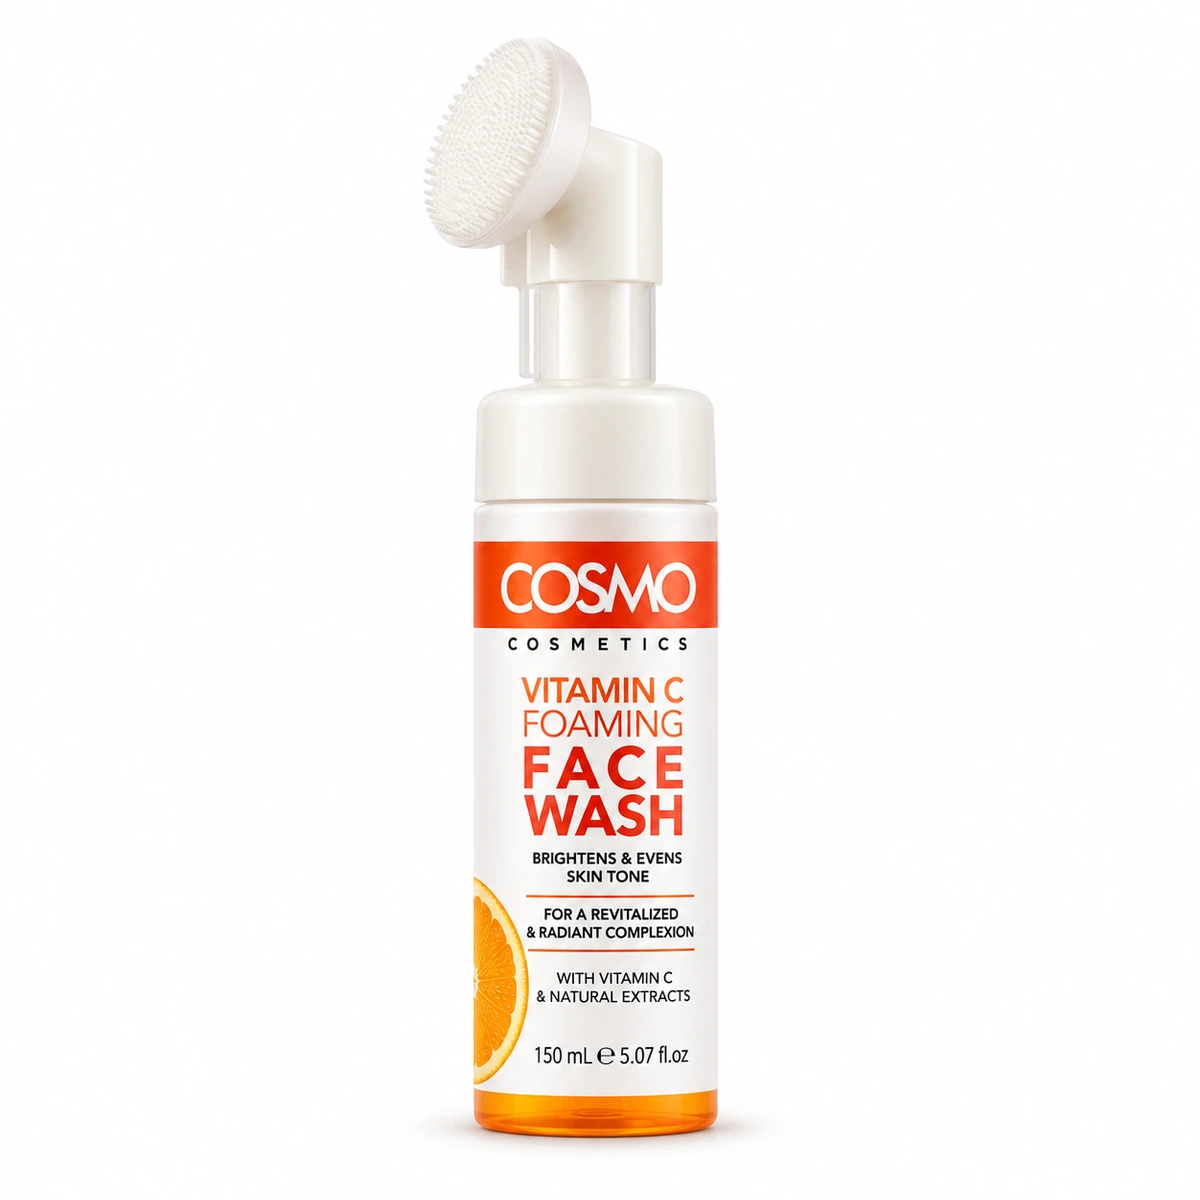 COSMO
COSMETICS
VITAMIN C
FOAMING
FACE
WASH
BRIGHTENS & EVENS
SKIN TONE
FOR A REVITALIZED
& RADIANT COMPLEXION
WITH VITAMIN C
& NATURAL EXTRACTS
150 mL ℮ 5.07 fl.oz